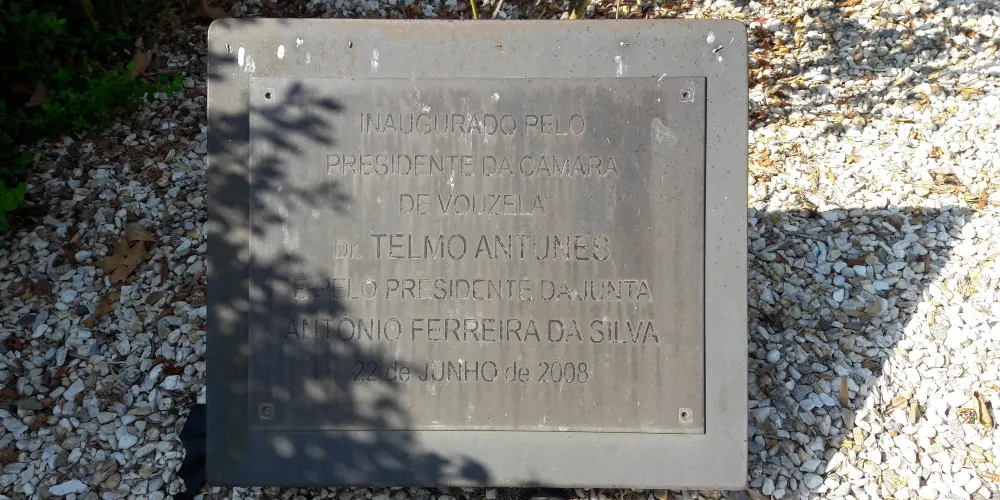 INAUGURADO PELO
PRESIDENTE DA CÂMARA
DE VOUZELA
Dr. TELMO ANTUNES
E PELO PRESIDENTE DA JUNTA
ANTÓNIO FERREIRA DA SILVA
22 de JUNHO de 2008